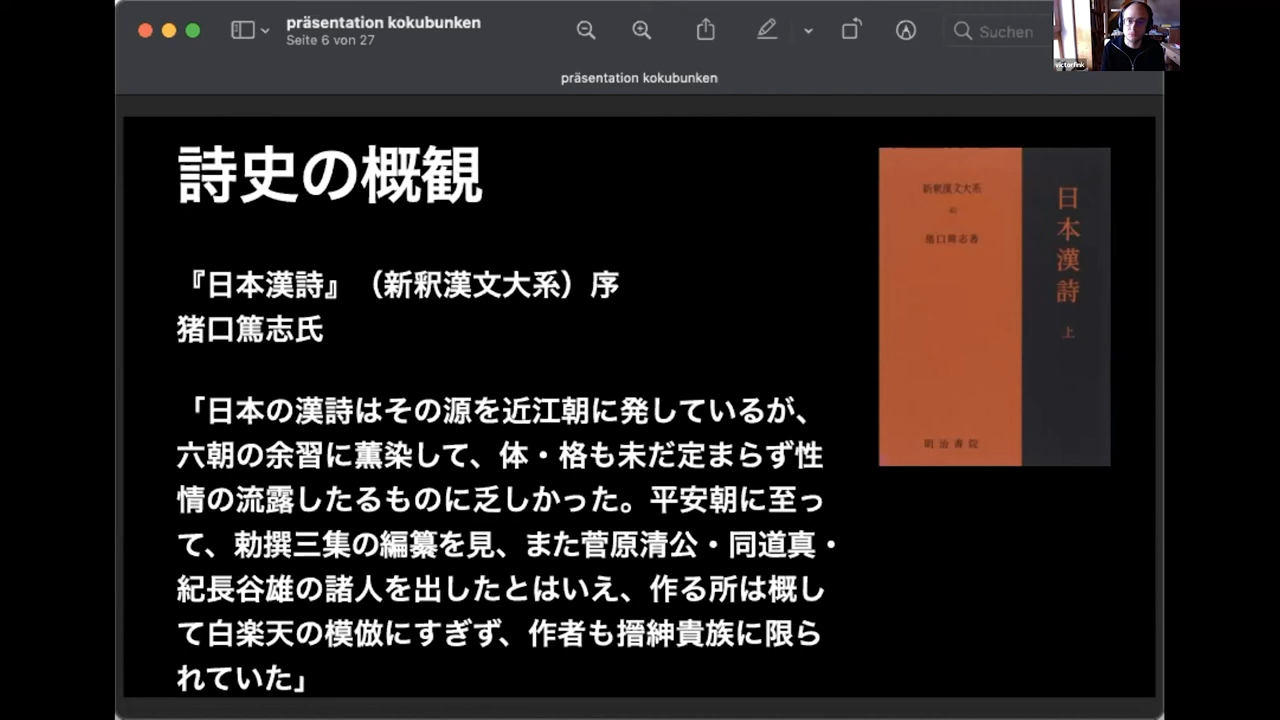 präsentation kokubunken
Seite 6 von 27
Suchen
victorfink
präsentation kokubunken
詩史の概観
『日本漢詩』（新釈漢文大系）序
猪口篤志氏
「日本の漢詩はその源を近江朝に発しているが、
六朝の余習に薫染して、体・格も未だ定まらず性
情の流露したるものに乏しかった。平安朝に至っ
て、勅撰三集の編纂を見、また菅原清公・同道真・
紀長谷雄の諸人を出したとはいえ、作る所は概し
て白楽天の模倣にすぎず、作者も搢紳貴族に限ら
れていた」
新釈漢文大系
猪口篤志著
明治書院
日本漢詩
上